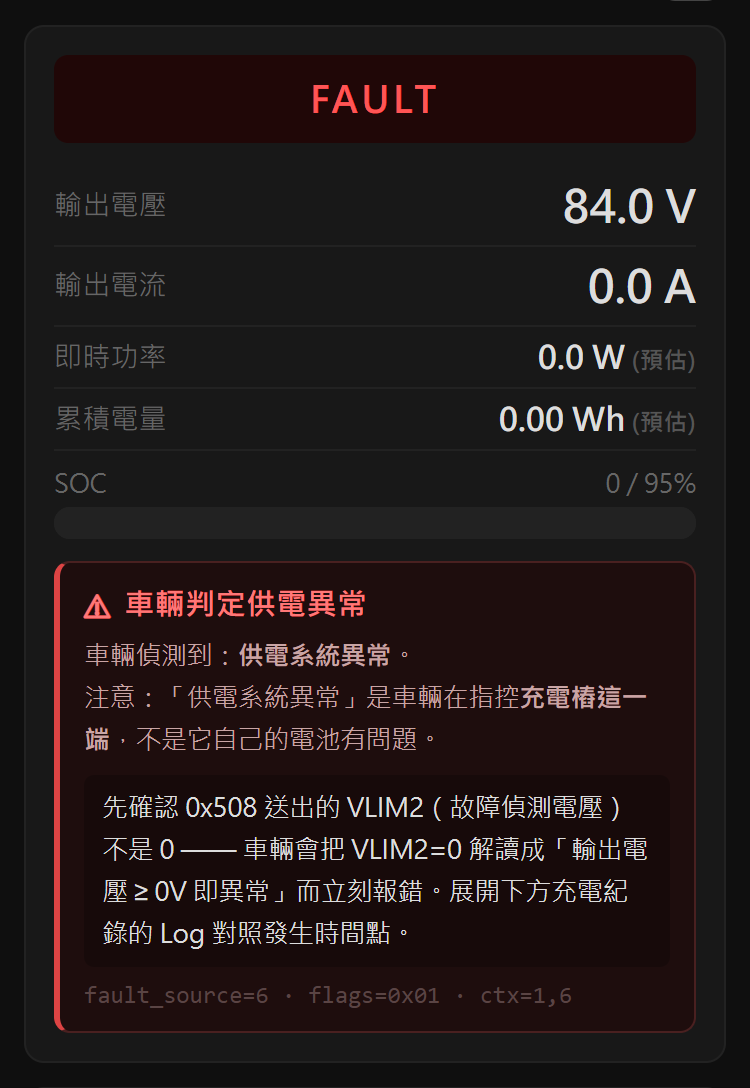 FAULT
輸出電壓 84.0 V
輸出電流 0.0 A
即時功率 0.0 W (預估)
累積電量 0.00 Wh (預估)
SOC 0 / 95%
⚠ 車輛判定供電異常
車輛偵測到：供電系統異常。
注意：「供電系統異常」是車輛在指控充電樁這一
端，不是它自己的電池有問題。
先確認 0x508 送出的 VLIM2（故障偵測電壓）
不是 0 —— 車輛會把 VLIM2=0 解讀成「輸出電
壓 ≥ 0V 即異常」而立刻報錯。展開下方充電紀
錄的 Log 對照發生時間點。
fault_source=6 · flags=0x01 · ctx=1,6